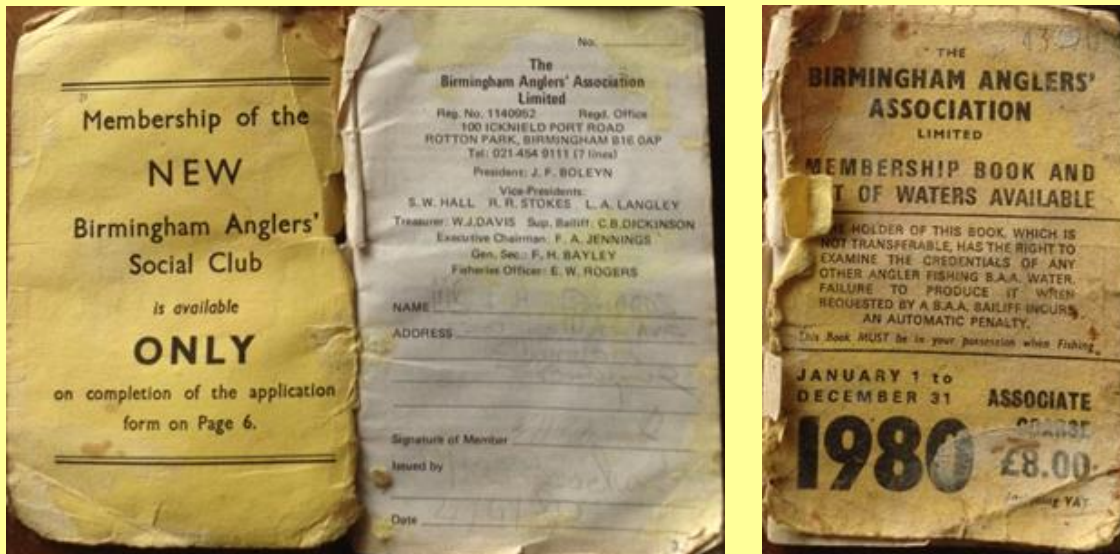 Membership of the
NEW
Birmingham Anglers'
Social Club
is available
ONLY
on completion of the application
form on Page 6.
No.
The
Birmingham Anglers' Association
Limited
Reg. No. 1140952 Regd. Office
100 ICKNIELD PORT ROAD
ROTTON PARK, BIRMINGHAM B16 0AP
Tel: 021-454 9111 (7 lines)
President: J. F. BOLEYN
Vice-Presidents:
S.W. HALL R. R. STOKES L. A. LANGLEY
Treasurer: W.J.DAVIS Sup. Bailiff: C.B.DICKINSON
Executive Chairman: F. A. JENNINGS
Gen. Sec.: F. H. BAYLEY
Fisheries Officer: E. W. ROGERS
NAME
ADDRESS
Signature of Member
Issued by
Date
THE
BIRMINGHAM ANGLERS'
ASSOCIATION
LIMITED
MEMBERSHIP BOOK AND
OF WATERS AVAILABLE
HOLDER OF THIS BOOK, WHICH IS
NOT TRANSFERABLE, HAS THE RIGHT TO
EXAMINE THE CREDENTIALS OF ANY
OTHER ANGLER FISHING B.A.A. WATER.
FAILURE TO PRODUCE IT WHEN
REQUESTED BY A B.A.A. BAILIFF INCURS
AN AUTOMATIC PENALTY.
This Book MUST be in your possession when Fishing
JANUARY 1 to
DECEMBER 31
ASSOCIATE
COARSE
1980
£8.00
including VAT